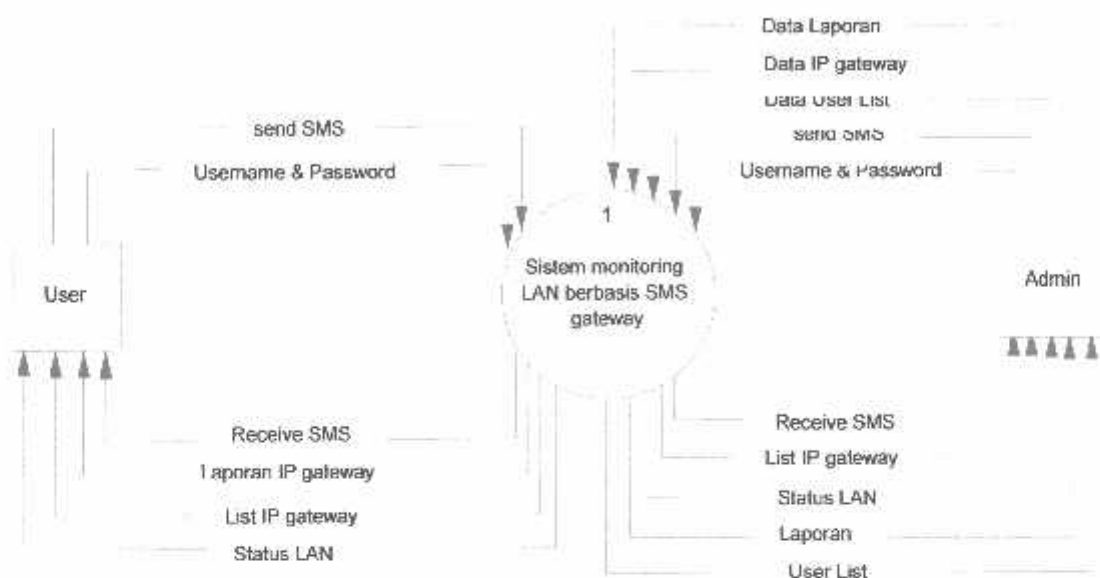 Data Laporan
Data IP gateway
Data User List
send SMS
Username & Password
send SMS
Username & Password
1
Sistem monitoring
LAN berbasis SMS
gateway
User
Admin
Receive SMS
Laporan IP gateway
List IP gateway
Status LAN
Receive SMS
List IP gateway
Status LAN
Laporan
User List